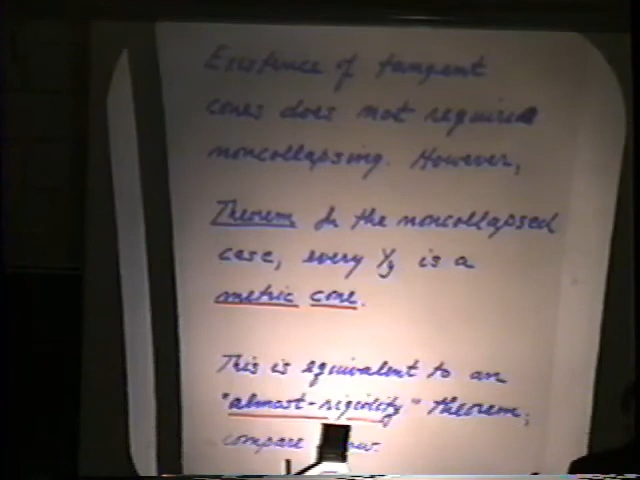 Existence of tangent
cones does not require
noncollapsing. However,
Theorem In the noncollapsed
case, every Yy is a
metric cone.
This is equivalent to an
"almost-rigidity" theorem;
compare